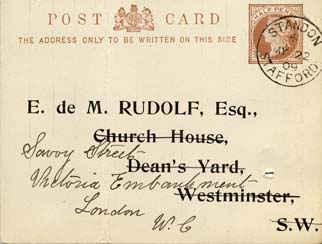 POST CARD
THE ADDRESS ONLY TO BE WRITTEN ON THIS SIDE
HALFPENNY
STANDON
22
STAFFORD
E. de M. RUDOLF, Esq.,
Church House,
Savoy Street
Dean's Yard,
Victoria Embankment
Westminster,
London
W.C
S.W.